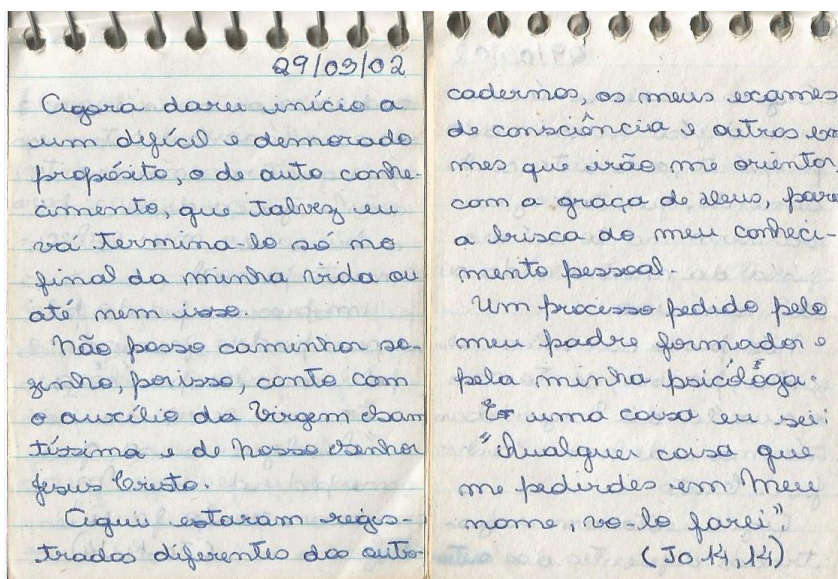 29/03/02
Agora darei início a
um difícil e demorado
propósito, o de auto conhe-
cimento, que talvez eu
vá termina-lo só no
final da minha vida ou
até nem isso.
Não posso caminhar so-
zinho, porisso, conto com
o auxílio da Virgem San
tíssima e de Nosso Senhor
Jesus Cristo.
Aqui estaram regis-
trados diferentes dos outro
cadernos, os meus exames
de consciência e outros exa
mes que irão me orientar
com a graça de Deus, para
a brisca do meu conheci-
mento pessoal.
Um processo pedido pelo
meu padre formador e
pela minha psicóloga.
E uma coisa eu sei:
"Qualquer coisa que
me pedirdes em Meu
nome, vo-lo farei".
(Jo 14,14)